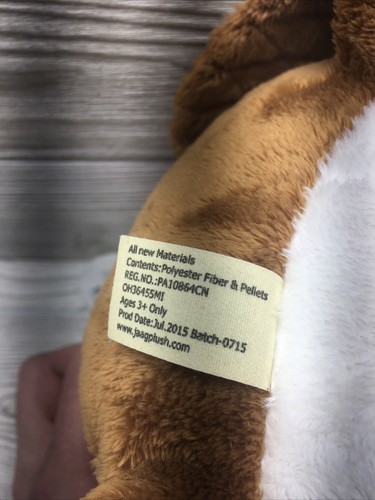 All new Materials
Contents:Polyester Fiber & Pellets
REG.NO.:PA10864CN
OH36455MI
Ages 3+ Only
Prod Date:Jul.2015 Batch-0715
www.jaagplush.com